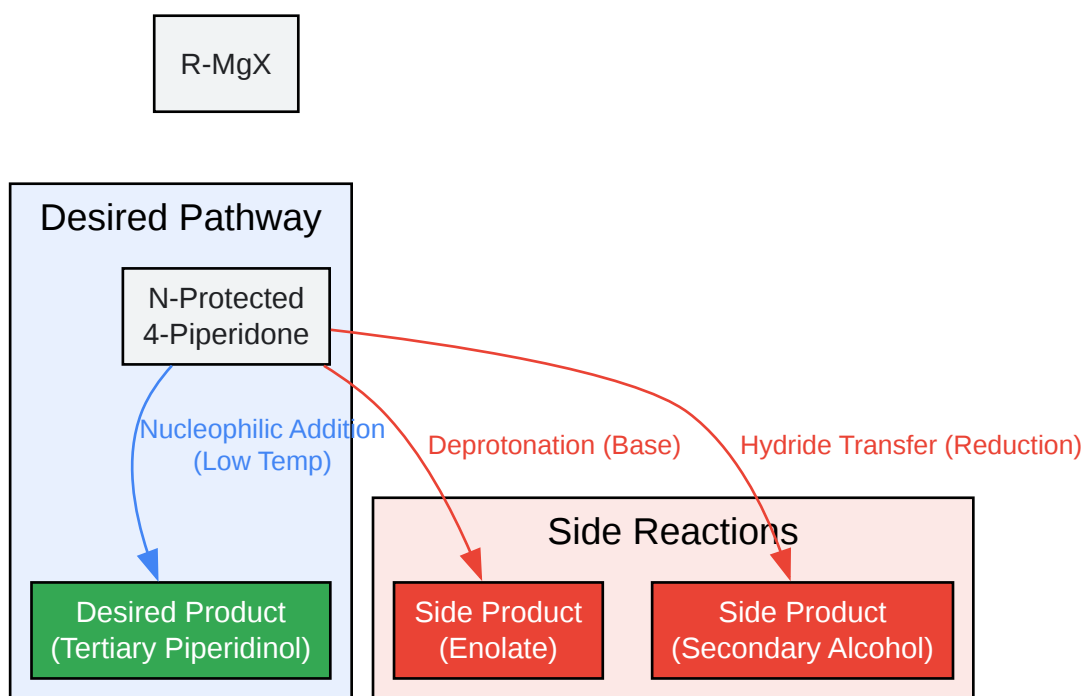 R-MgX
Desired Pathway
N-Protected
4-Piperidone
Nucleophilic Addition
(Low Temp)
Deprotonation (Base)
Hydride Transfer (Reduction)
Side Reactions
Desired Product
(Tertiary Piperidinol)
Side Product
(Enolate)
Side Product
(Secondary Alcohol)